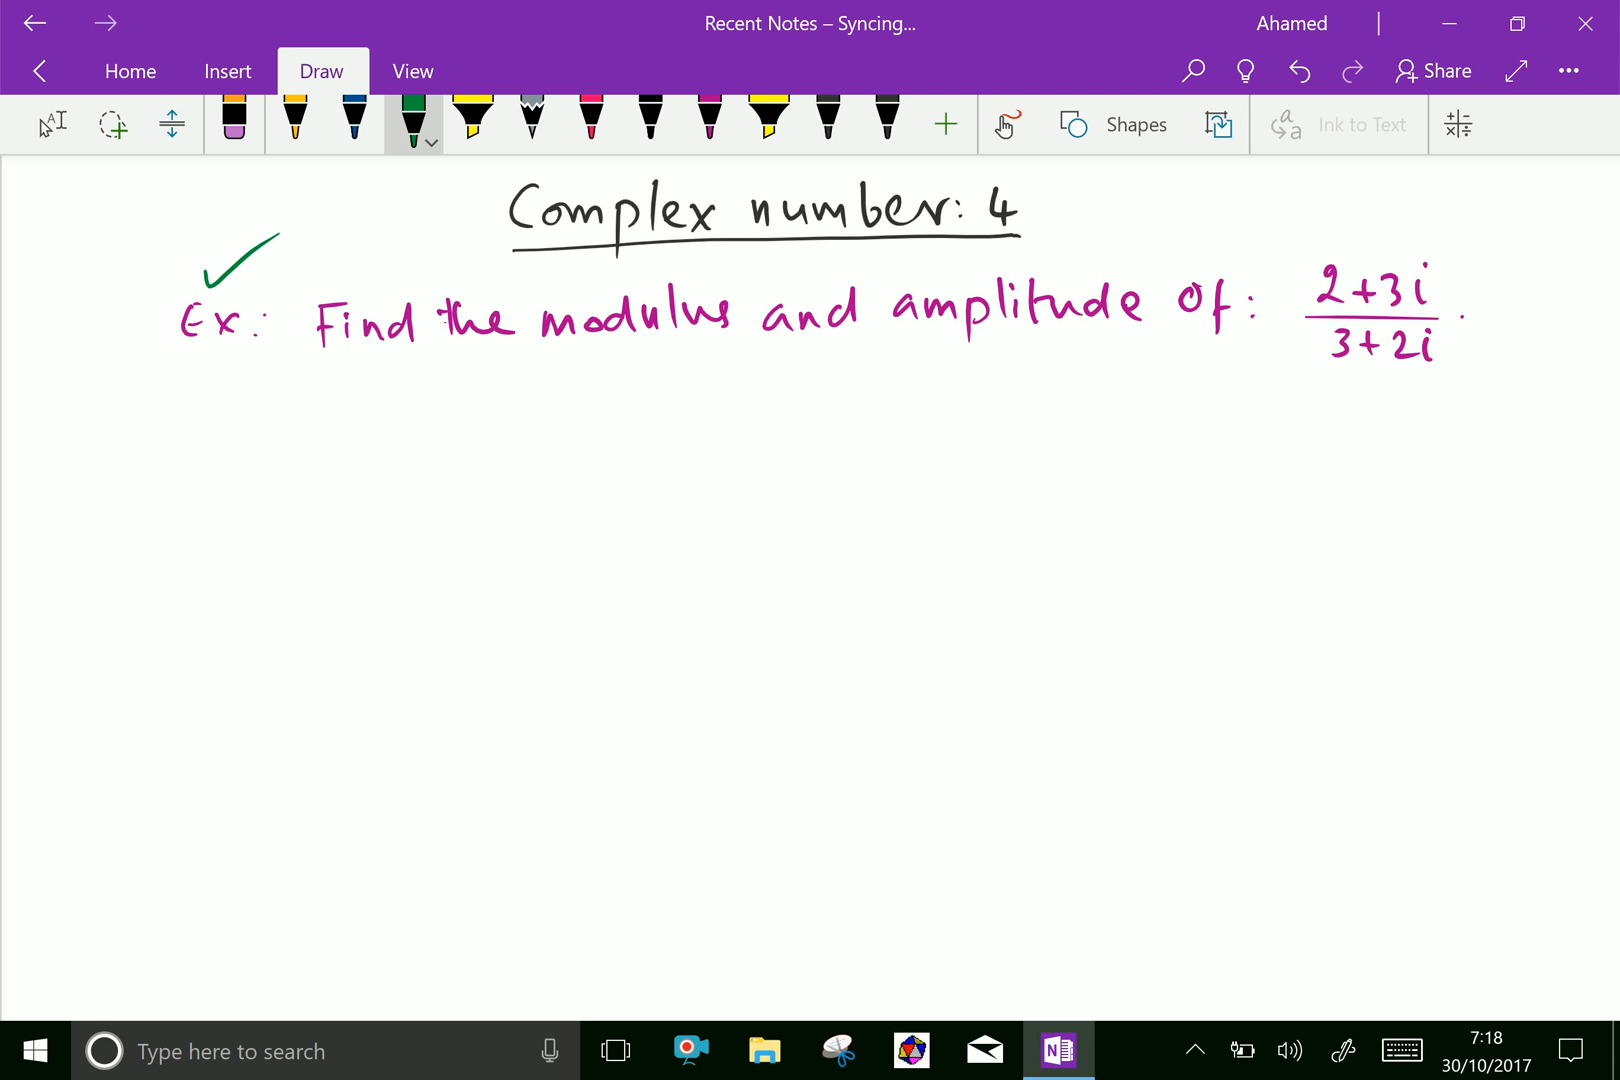 Recent Notes – Syncing...
Ahamed
Home Insert Draw View Share
Shapes Ink to Text
Complex number: 4
Ex: Find the modulus and amplitude of: 2+3i
3+2i .
Type here to search
7:18
30/10/2017